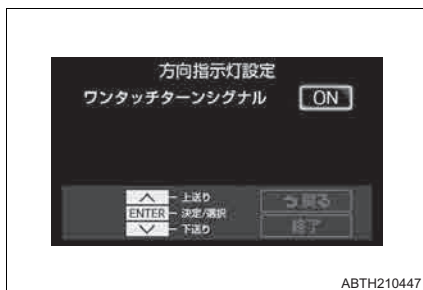 方向指示灯設定
ワンタッチターンシグナル ON
へ 上送り
ENTER 決定/選択
戻る
下送り
終了
ABTH210447